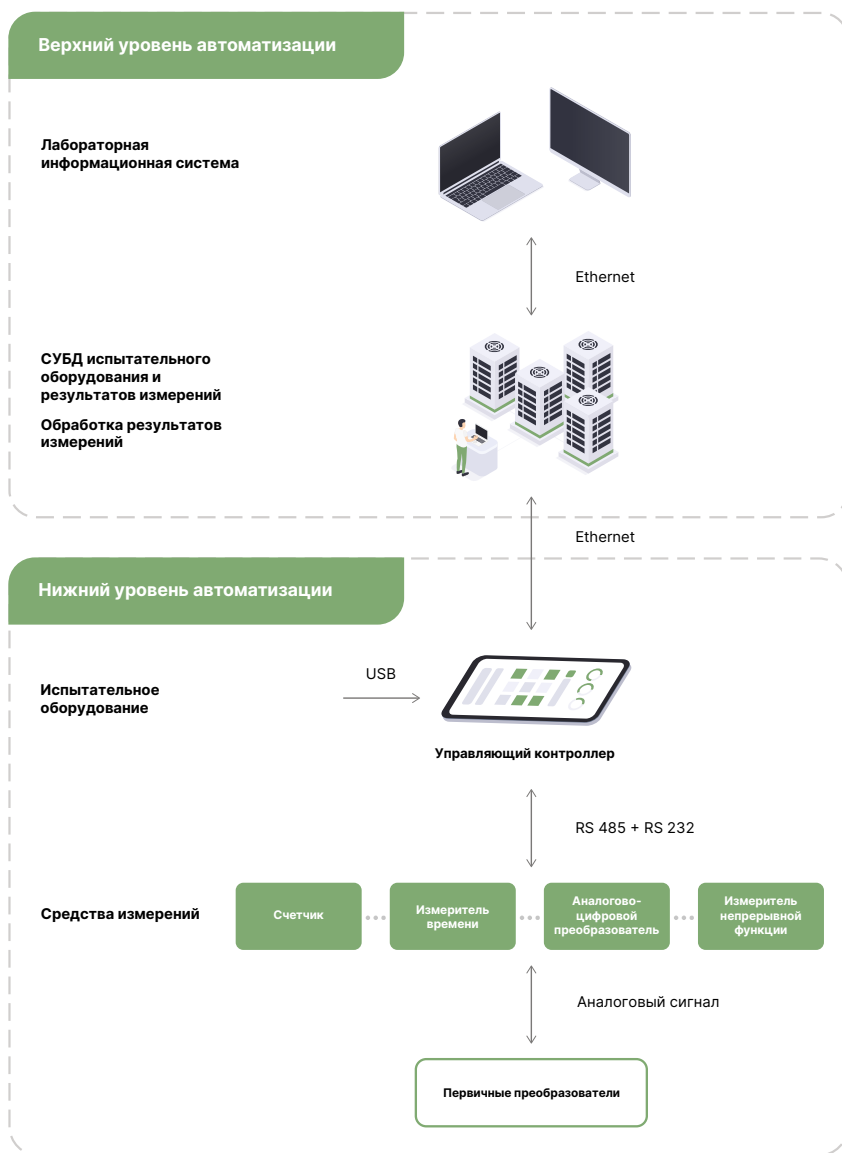 Верхний уровень автоматизации
Лабораторная
информационная система
Ethernet
СУБД испытательного
оборудования и
результатов измерений
Обработка результатов
измерений
Ethernet
Нижний уровень автоматизации
Испытательное
оборудование
USB
Управляющий контроллер
RS 485 + RS 232
Средства измерений
Счетчик
Измеритель
времени
Аналогово-
цифровой
преобразователь
Измеритель
непрерывной
функции
Аналоговый сигнал
Первичные преобразователи